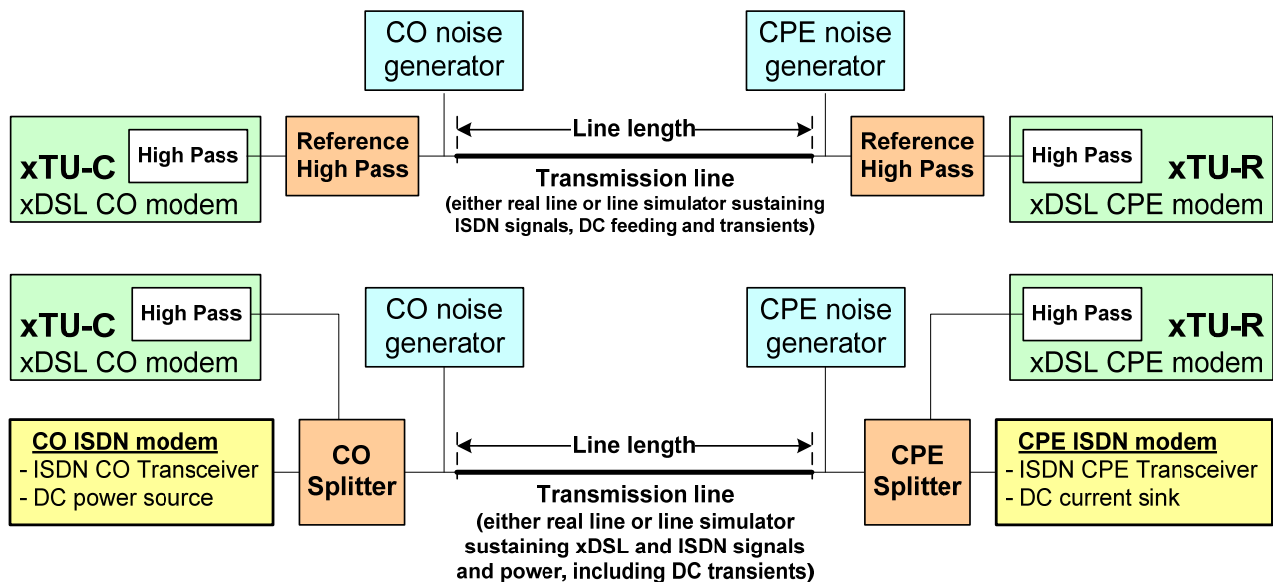 CO noise
generator
CPE noise
generator
Line length
High Pass
xTU-C
xDSL CO modem
Reference
High Pass
Transmission line
(either real line or line simulator sustaining
ISDN signals, DC feeding and transients)
Reference
High Pass
High Pass
xTU-R
xDSL CPE modem
High Pass
xTU-C
xDSL CO modem
CO noise
generator
CPE noise
generator
High Pass
xTU-R
xDSL CPE modem
CO ISDN modem
- ISDN CO Transceiver
- DC power source
CO
Splitter
Line length
Transmission line
(either real line or line simulator
sustaining xDSL and ISDN signals
and power, including DC transients)
CPE
Splitter
CPE ISDN modem
- ISDN CPE Transceiver
- DC current sink